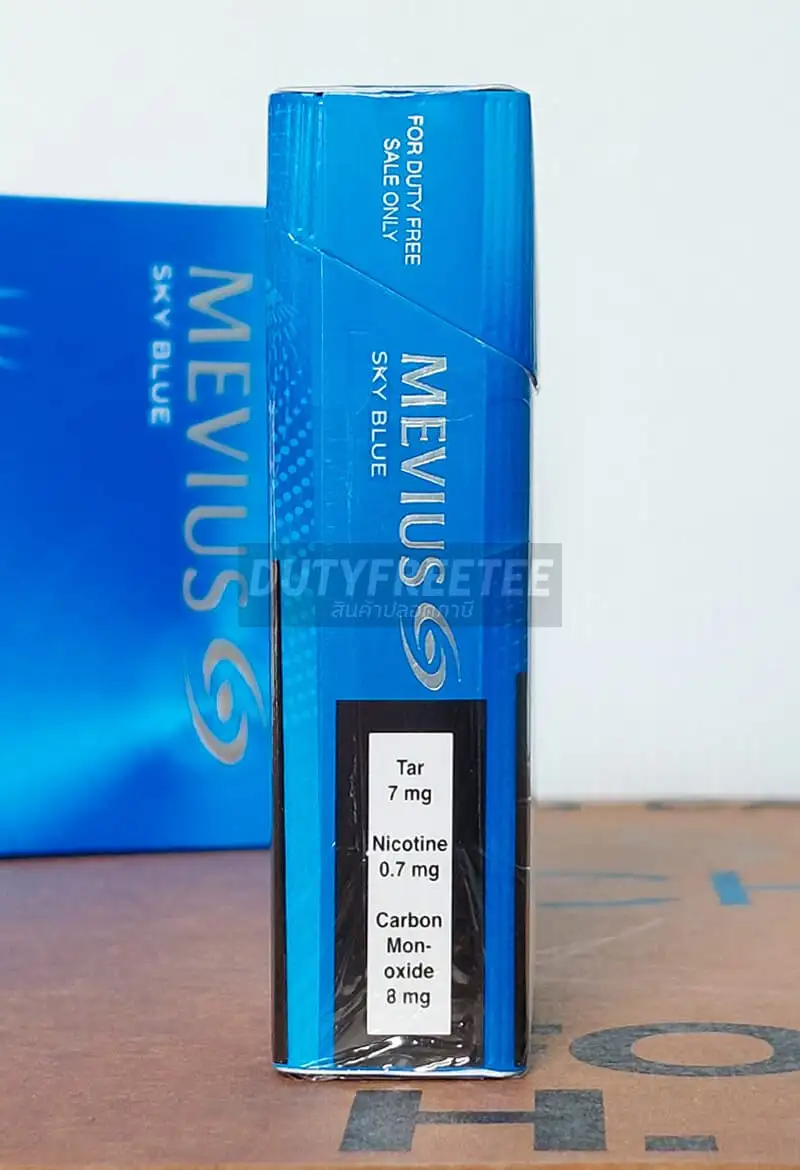 FOR DUTY FREE
SALE ONLY
MEVIUS
SKY BLUE
MEVIUS
SKY BLUE
DUTYFREETEE
สินค้าปลอดภาษี
Tar
7 mg
Nicotine
0.7 mg
Carbon
Mon-
oxide
8 mg